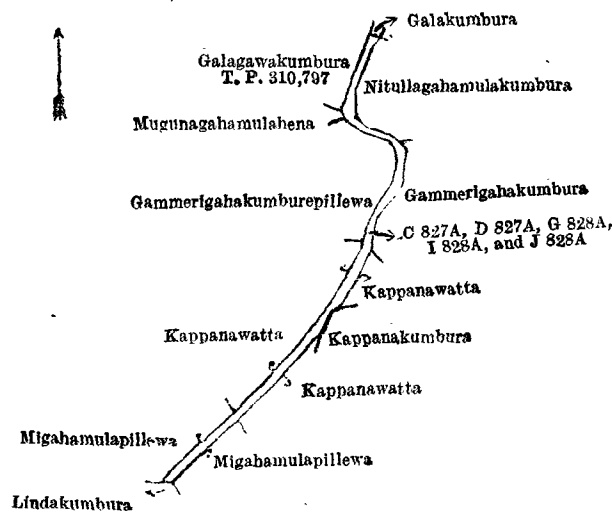 Galakumbura
Galagawakumbura
T. P. 310,797
Nitullagahamulakumbura
Mugunagahamulahena
Gammerigahakumburepillewa
Gammerigahakumbura
C 827A, D 827A, G 828A,
I 828A, and J 828A
Kappanawatta
Kappanawatta
Kappanakumbura
Kappanawatta
Migahamulapillewa
Migahamulapillewa
Lindakumbura